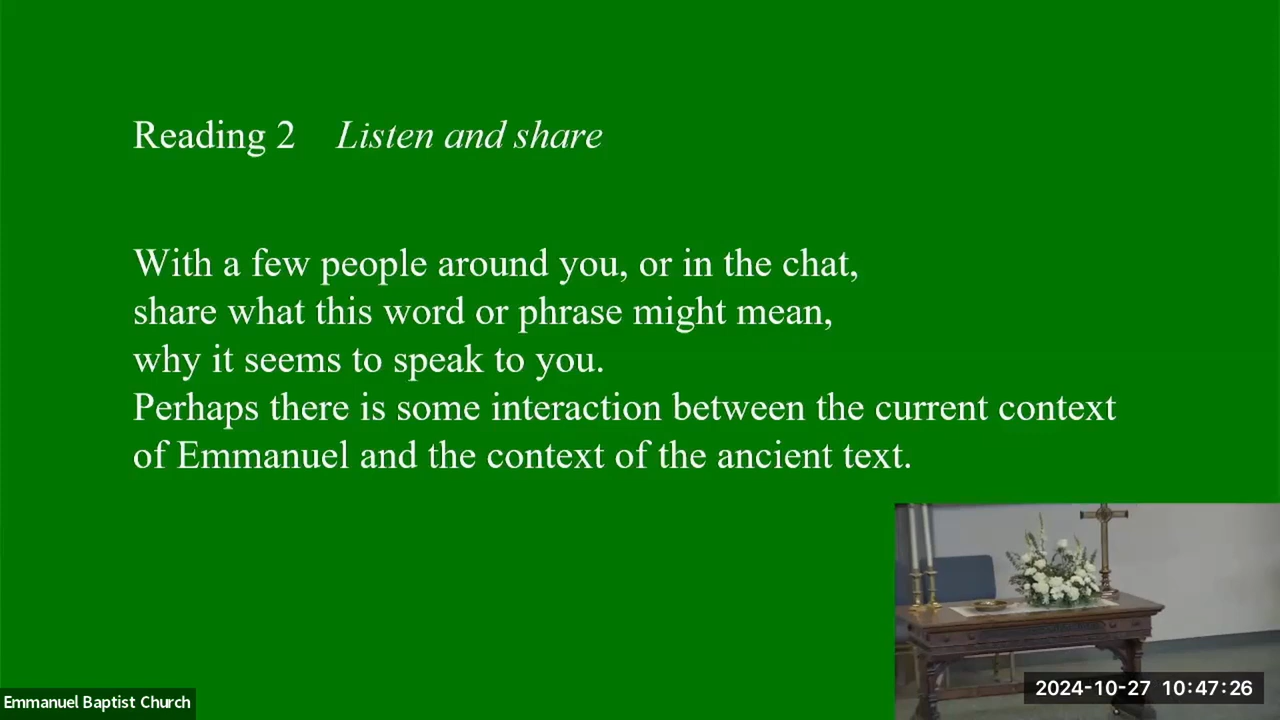 Reading 2 Listen and share
With a few people around you, or in the chat,
share what this word or phrase might mean,
why it seems to speak to you.
Perhaps there is some interaction between the current context
of Emmanuel and the context of the ancient text.
Emmanuel Baptist Church
2024-10-27 10:47:26